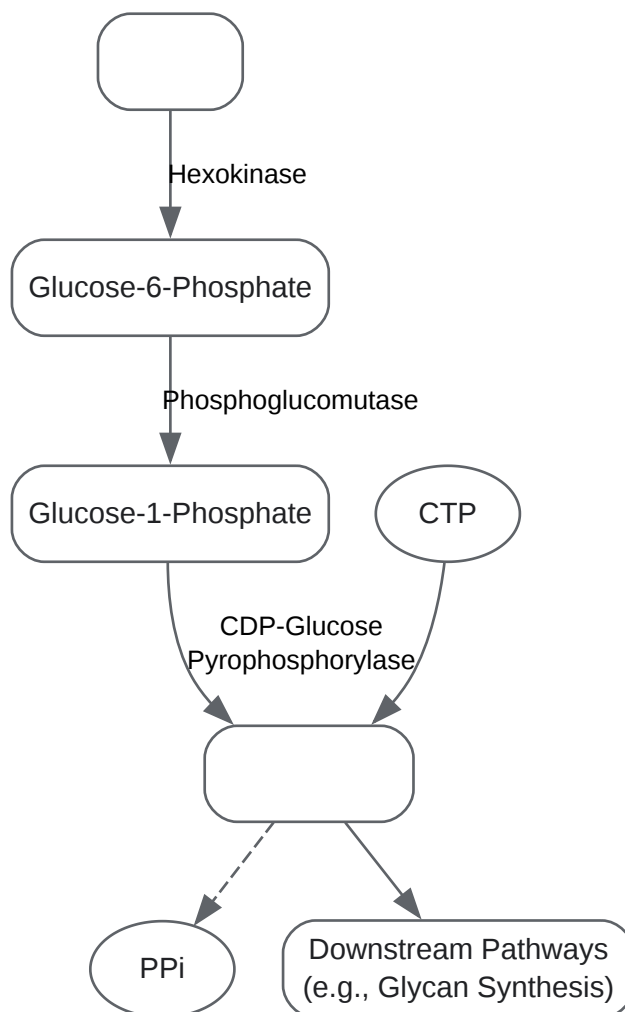 Hexokinase
Glucose-6-Phosphate
Phosphoglucomutase
Glucose-1-Phosphate
CTP
CDP-Glucose
Pyrophosphorylase
PPi
Downstream Pathways
(e.g., Glycan Synthesis)